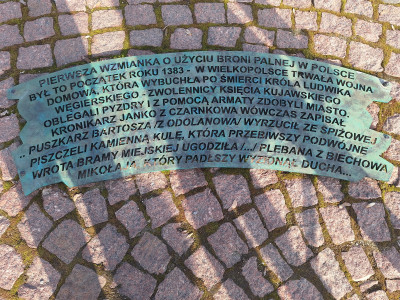 PIERWSZA WZMIANKA O UŻYCIU BRONI PALNEJ W POLSCE
BYŁ TO POCZĄTEK ROKU 1383 - W WIELKOPOLSCE TRWAŁA WOJNA
DOMOWA, KTÓRA WYBUCHŁA PO ŚMIERCI KRÓLA LUDWIKA
WĘGIERSKIEGO. ZWOLENNICY KSIĘCIA KUJAWSKIEGO
OBLEGALI PYZDRY I Z POMOCĄ ARMATY ZDOBYLI MIASTO.
KRONIKARZ JANKO Z CZARNKOWA WÓWCZAS ZAPISAŁ:
,, PUSZKARZ BARTOSZA Z ODOLANOWA/ WYRZUCIŁ ZE SPIŻOWEJ
PISZCZELI KAMIENNĄ KULĘ, KTÓRA PRZEBIWSZY PODWÓJNE
WROTA BRAMY MIEJSKIEJ UGODZIŁA /.../ PLEBANA Z BIECHOWA
MIKOŁAJA, KTÓRY PADŁSZY WYZIONĄŁ DUCHA...